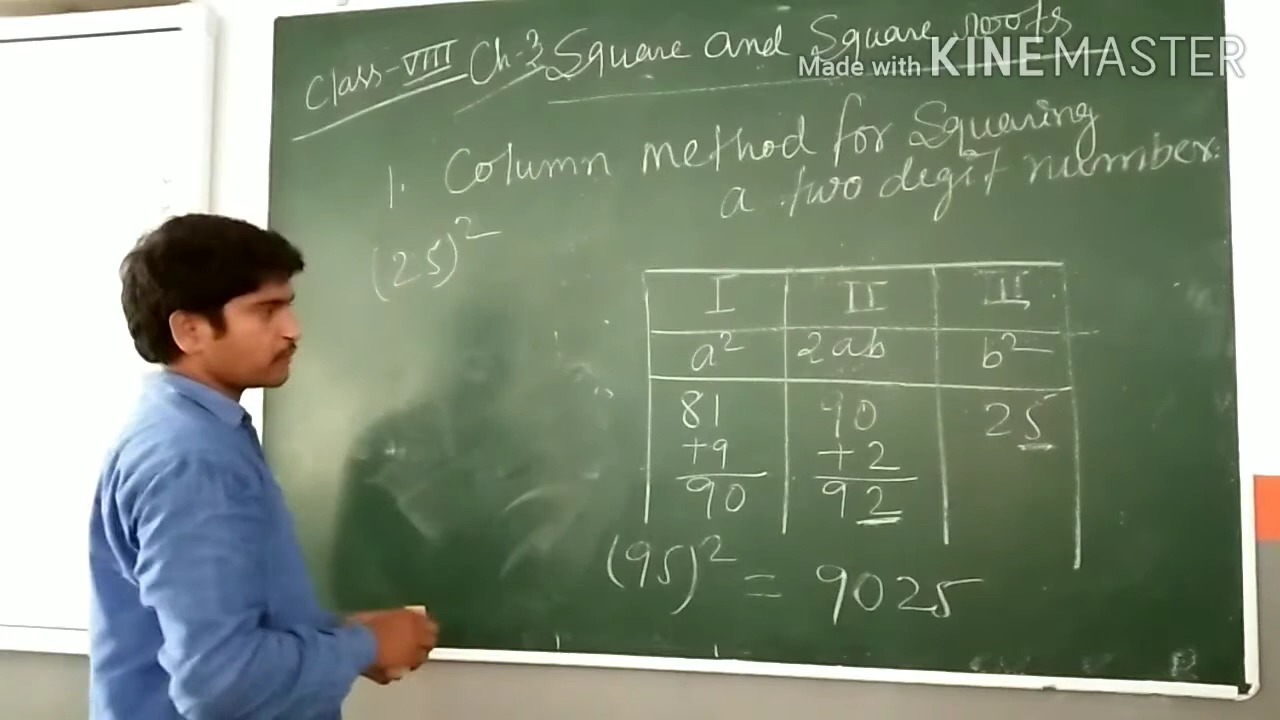 Class-VIII Ch-3 Square and Square roots
Made with KINEMASTER
1. Column method for Squaring
a two degit number.
(25)²
I II III
a² 2ab b²
81 90 25
+9 +2
90 92
(95)² = 9025